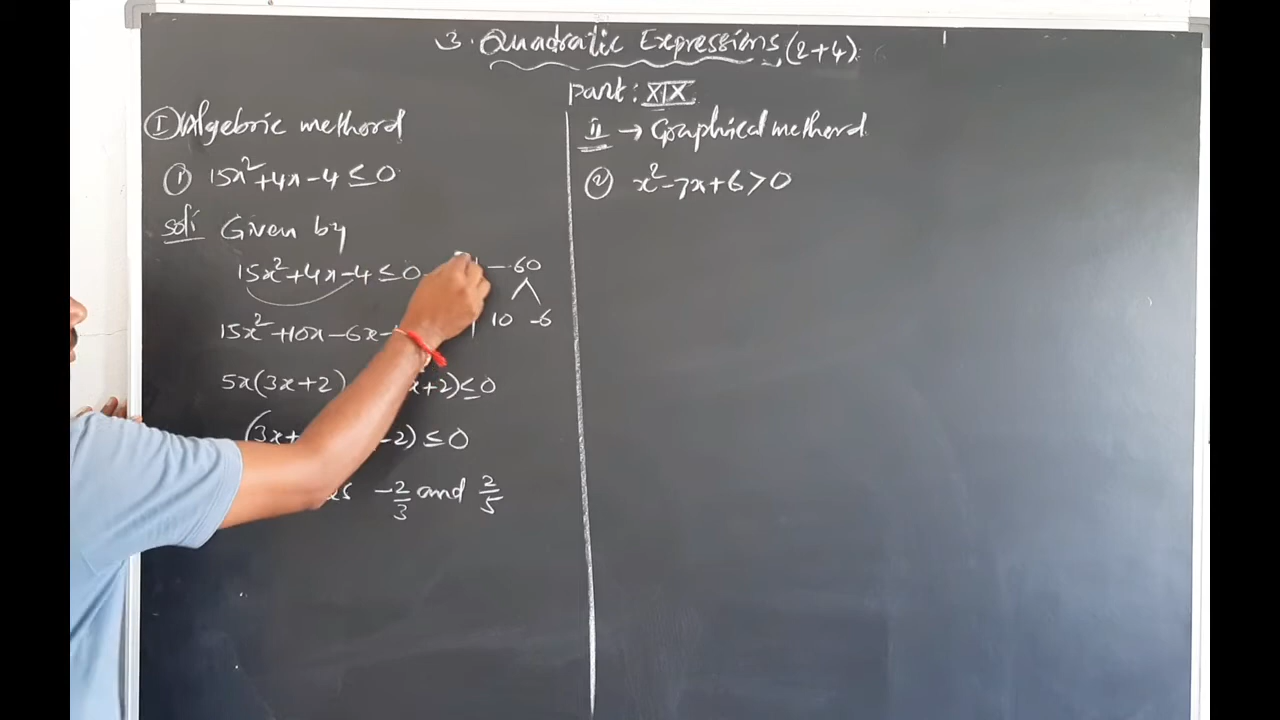 3. Quadratic Expressions (2+4)
part: XIX
I Algebric methord
① 15x²+4x-4 ≤ 0
Sol: Given by
15x²+4x-4 ≤ 0
-60
10 -6
15x²+10x-6x-
5x(3x+2) x+2) ≤ 0
(3x+ -2) ≤ 0
-2/3 and 2/5
ii → Graphical methord
② x²-7x+6>0